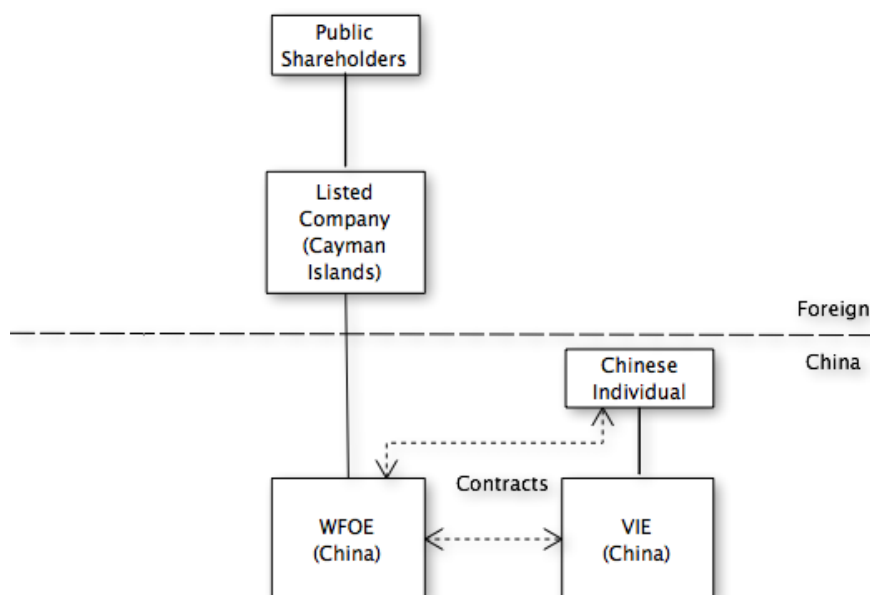 Public
Shareholders
Listed
Company
(Cayman
Islands)
Foreign
China
Chinese
Individual
Contracts
WFOE
(China)
VIE
(China)